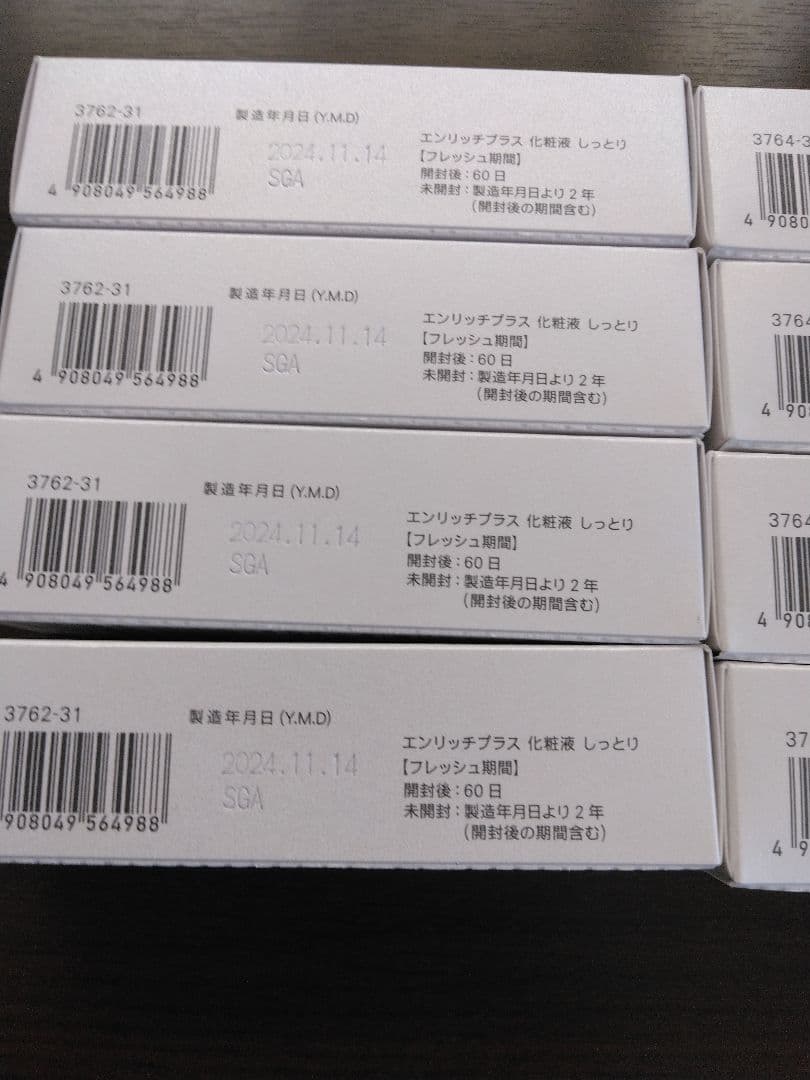 3762-31
製造年月日(Y.M.D)
2024.11.14
SGA
4 908049 564988
エンリッチプラス 化粧液 しっとり
【フレッシュ期間】
開封後:60日
未開封:製造年月日より2年
(開封後の期間含む)
3764-3
4 9080
3762-31
製造年月日(Y.M.D)
2024.11.14
SGA
4 908049 564988
エンリッチプラス 化粧液 しっとり
【フレッシュ期間】
開封後:60日
未開封:製造年月日より2年
(開封後の期間含む)
3764
4 90
3762-31
製造年月日(Y.M.D)
2024.11.14
SGA
4 908049 564988
エンリッチプラス 化粧液 しっとり
【フレッシュ期間】
開封後:60日
未開封:製造年月日より2年
(開封後の期間含む)
3764
4 90
3762-31
製造年月日(Y.M.D)
2024.11.14
SGA
908049 564988
エンリッチプラス 化粧液 しっとり
【フレッシュ期間】
開封後:60日
未開封:製造年月日より2年
(開封後の期間含む)
37
4 9